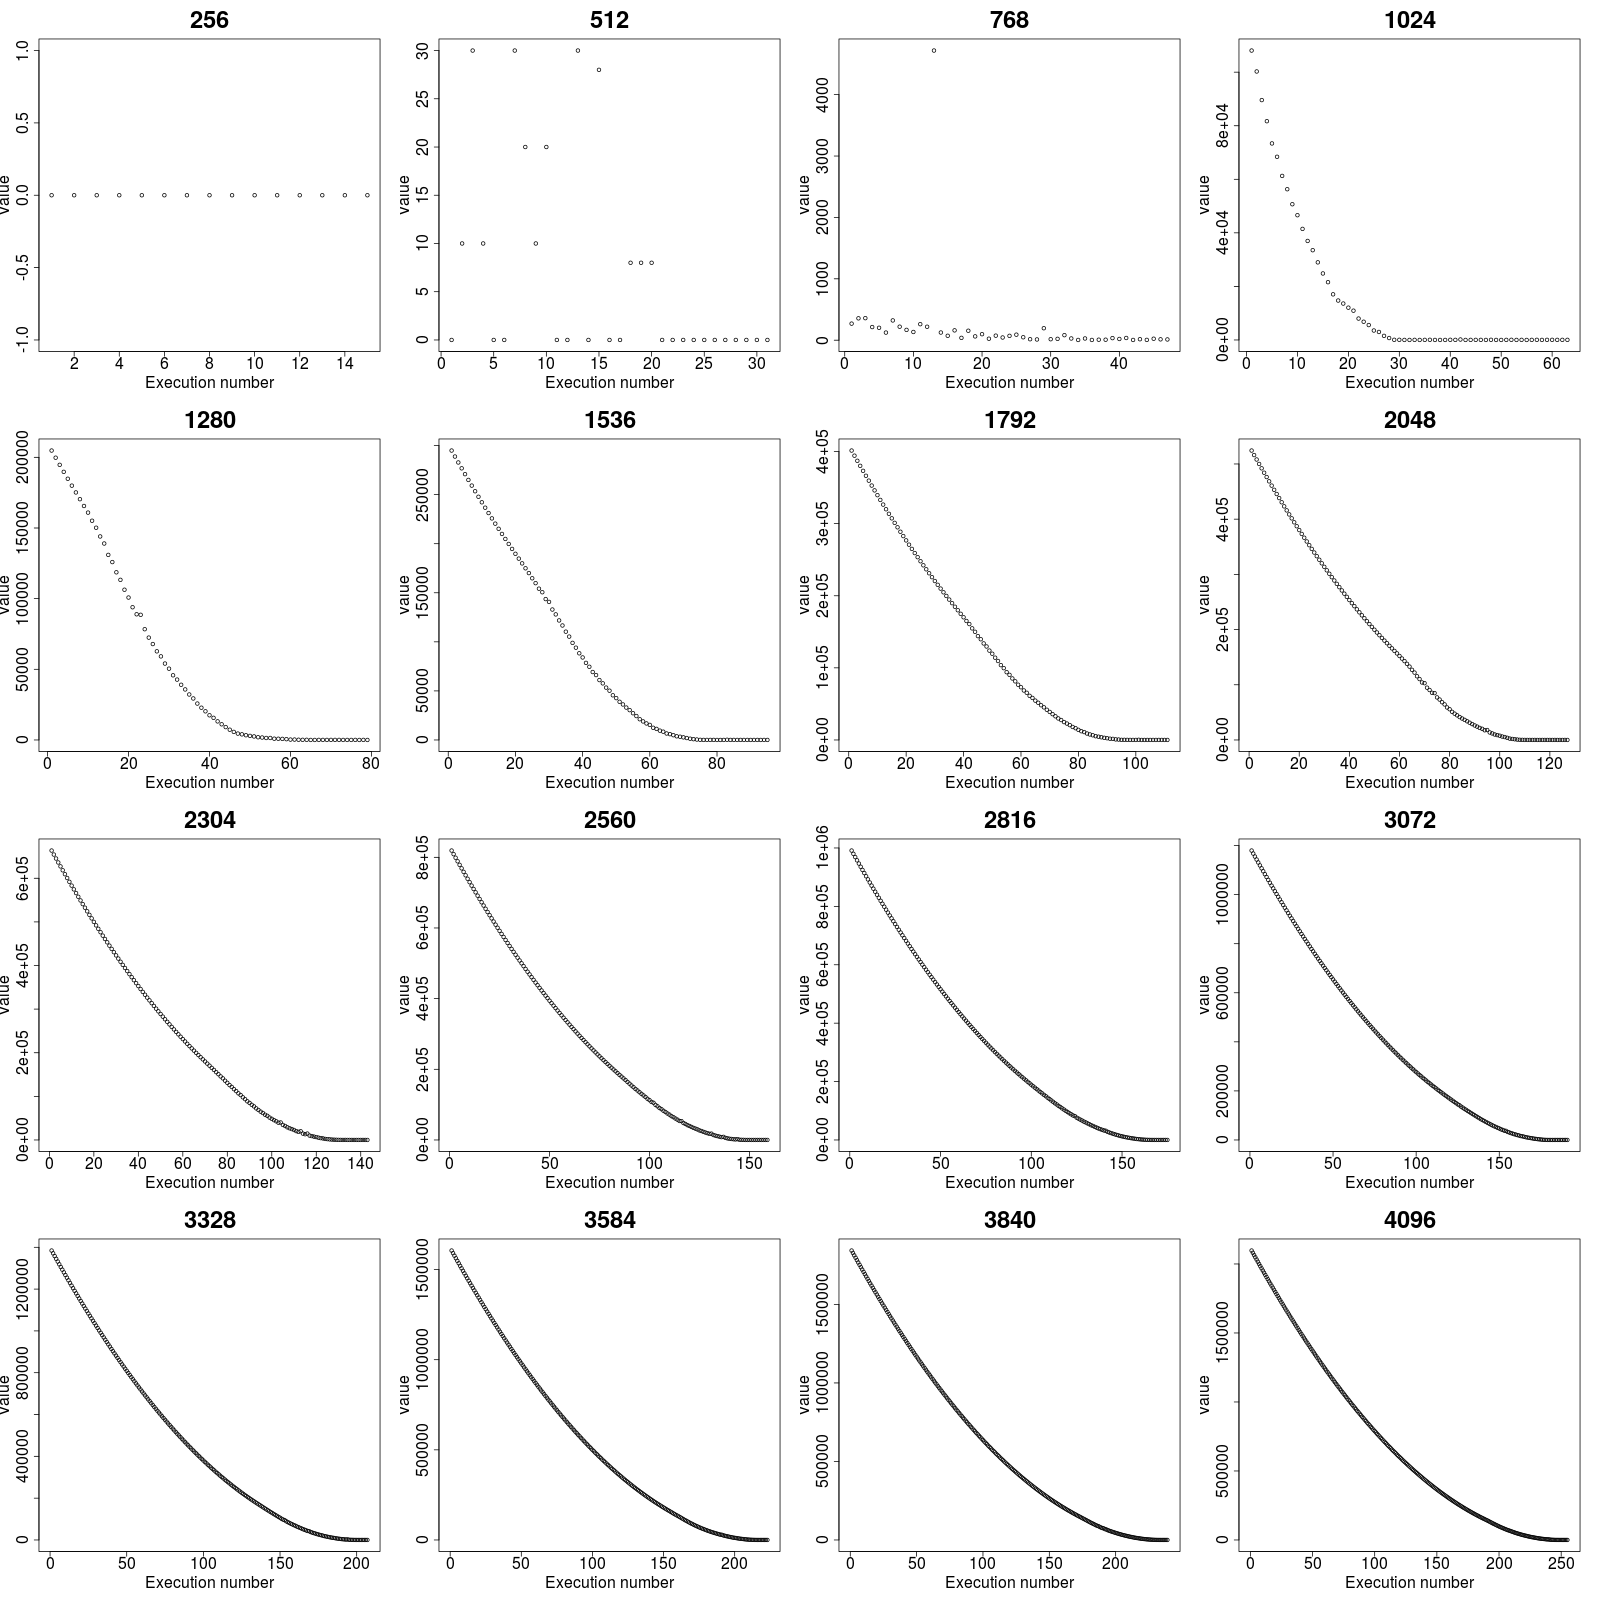 256
value
-1.0 -0.5 0.0 0.5 1.0
2 4 6 8 10 12 14
Execution number
512
value
0 5 10 15 20 25 30
0 5 10 15 20 25 30
Execution number
768
value
0 1000 2000 3000 4000
0 10 20 30 40
Execution number
1024
value
0e+00 4e+04 8e+04
0 10 20 30 40 50 60
Execution number
1280
value
0 50000 100000 150000 200000
0 20 40 60 80
Execution number
1536
value
0 50000 150000 250000
0 20 40 60 80
Execution number
1792
value
0e+00 1e+05 2e+05 3e+05 4e+05
0 20 40 60 80 100
Execution number
2048
value
0e+00 2e+05 4e+05
0 20 40 60 80 100 120
Execution number
2304
value
0e+00 2e+05 4e+05 6e+05
0 20 40 60 80 100 120 140
Execution number
2560
value
0e+00 2e+05 4e+05 6e+05 8e+05
0 50 100 150
Execution number
2816
value
0e+00 2e+05 4e+05 6e+05 8e+05 1e+06
0 50 100 150
Execution number
3072
value
0 200000 600000 1000000
0 50 100 150
Execution number
3328
value
0 400000 800000 1200000
0 50 100 150 200
Execution number
3584
value
0 500000 1000000 1500000
0 50 100 150 200
Execution number
3840
value
0 500000 1000000 1500000
0 50 100 150 200
Execution number
4096
value
0 500000 1500000
0 50 100 150 200 250
Execution number